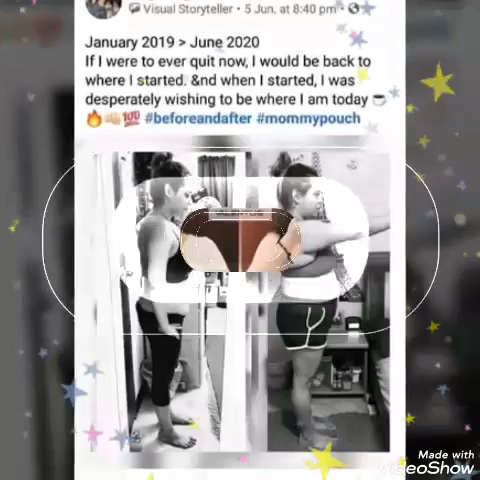 Visual Storyteller • 5 Jun. at 8:40 pm •
January 2019 > June 2020
If I were to ever quit now, I would be back to
where I started. &nd when I started, I was
desperately wishing to be where I am today ☕
🔥👊🏻💯 #beforeandafter #mommypouch
Made with
VideoShow